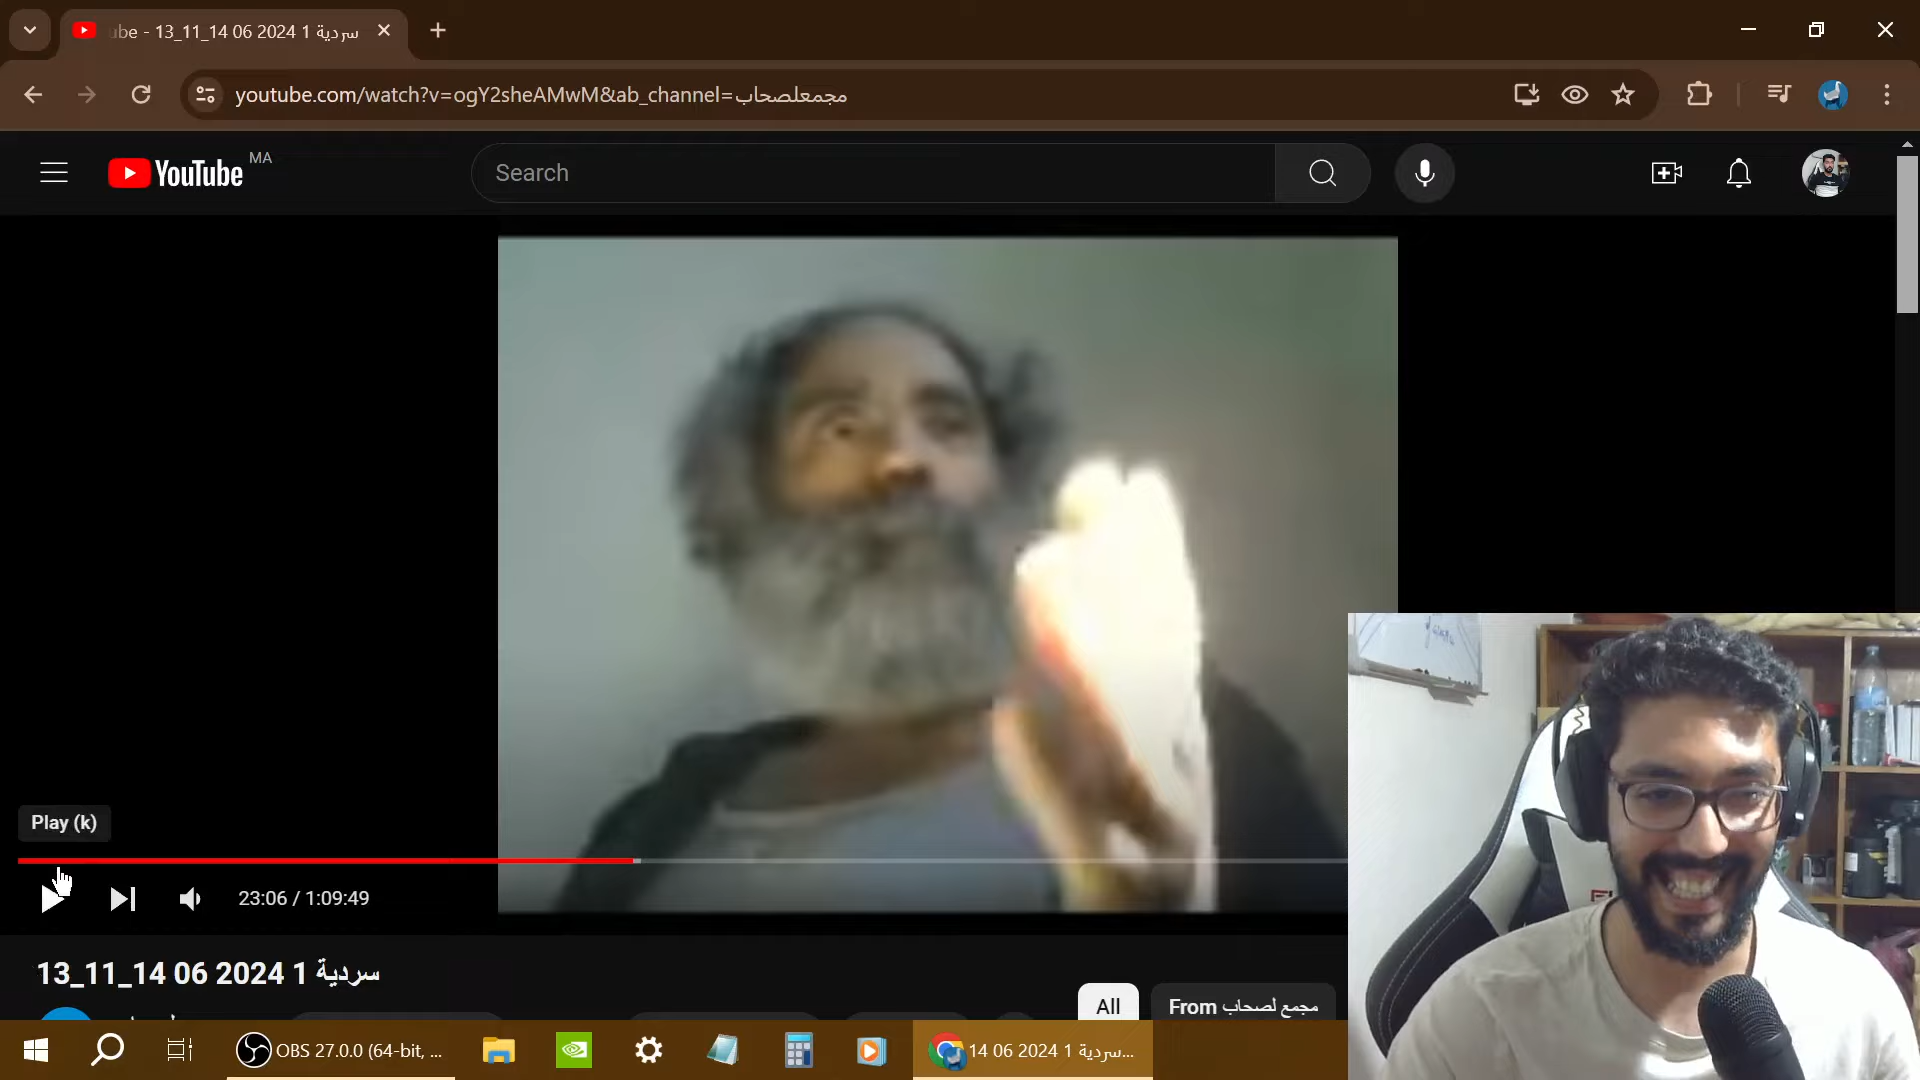 ube - 13_11_14 06 2024 1 سردية
youtube.com/watch?v=ogY2sheAMwM&ab_channel=مجمعلصحاب
YouTube MA
Search
Play (k)
23:06 / 1:09:49
13_11_14 06 2024 1 سردية
All
From مجمع لصحاب
OBS 27.0.0 (64-bit, ...
14 06 2024 1 سردية...